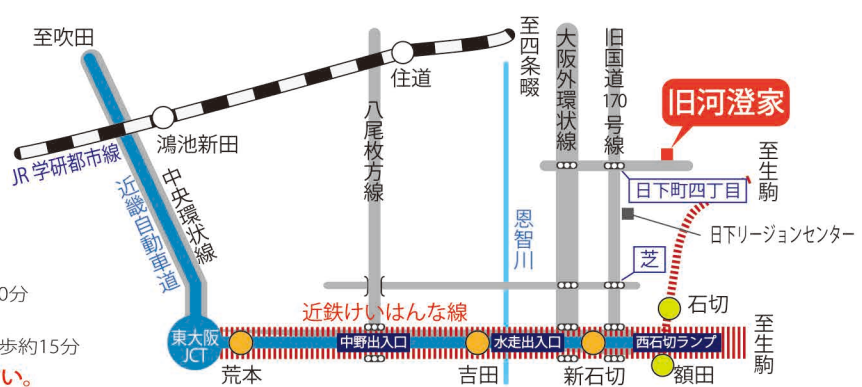 至吹田
至四条畷
大阪外環状線
旧国道170号線
住道
旧河澄家
鴻池新田
八尾枚方線
JR学研都市線
近畿自動車道
中央環状線
至生駒
日下町四丁目
恩智川
日下リージョンセンター
芝
0分
石切
近鉄けいはんな線
東大阪
JCT
中野出入口
水走出入口
西石切ランプ
至生駒
歩約15分
荒本
吉田
新石切
額田
い。